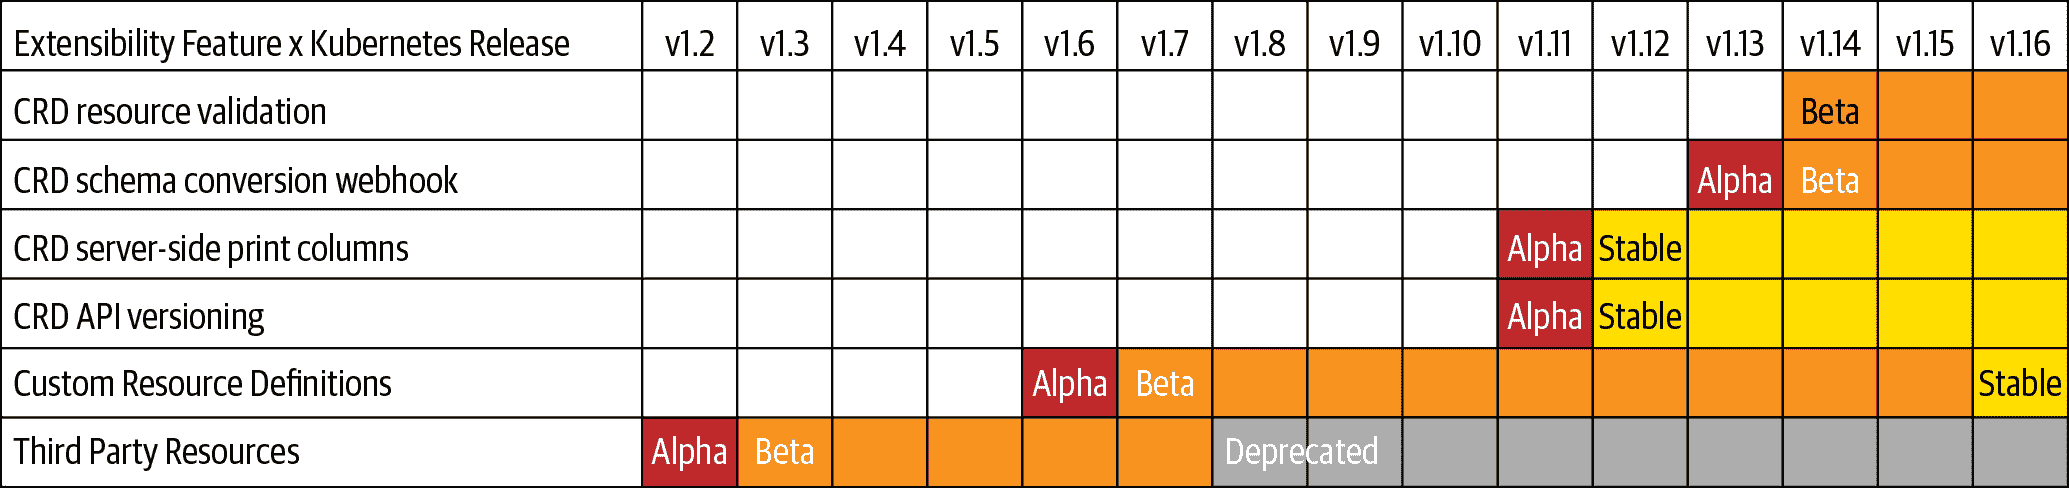 Extensibility Feature x Kubernetes Release v1.2 v1.3 v1.4 v1.5 v1.6 v1.7 v1.8 v1.9 v1.10 v1.11 v1.12 v1.13 v1.14 v1.15 v1.16
CRD resource validation Beta
CRD schema conversion webhook Alpha Beta
CRD server-side print columns Alpha Stable
CRD API versioning Alpha Stable
Custom Resource Definitions Alpha Beta Stable
Third Party Resources Alpha Beta Deprecated